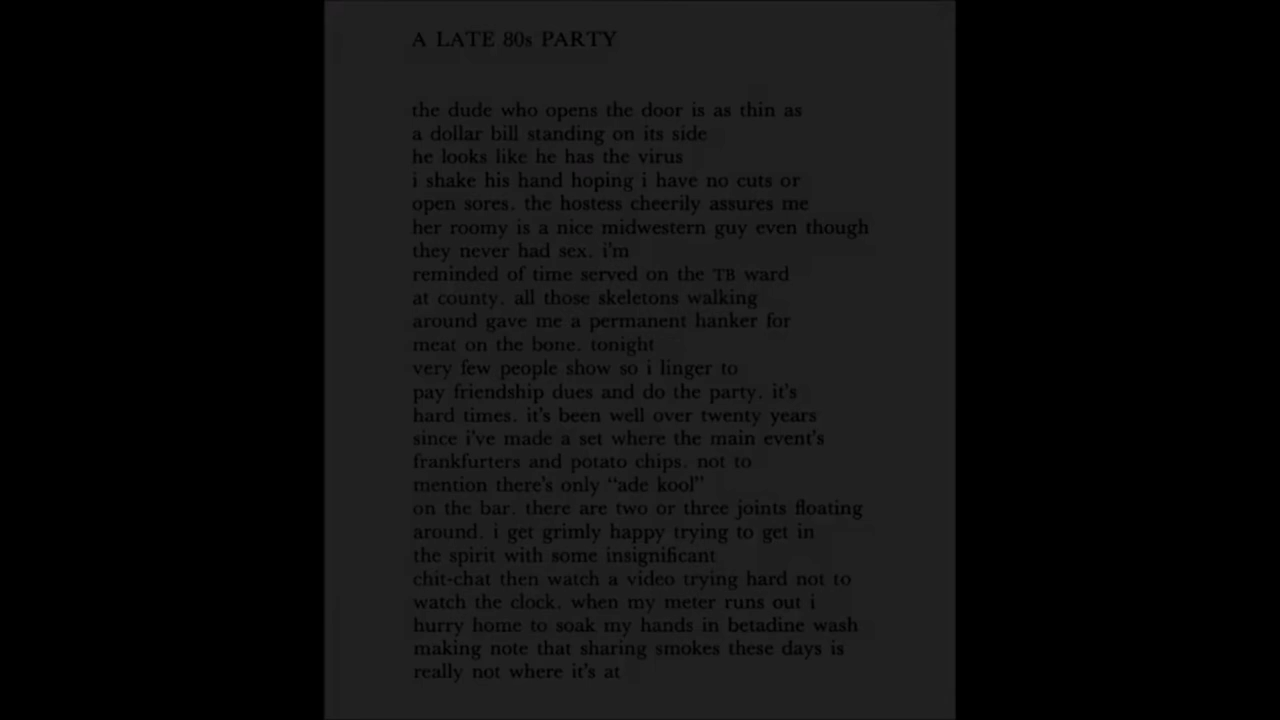 A LATE 80s PARTY
the dude who opens the door is as thin as
a dollar bill standing on its side
he looks like he has the virus
i shake his hand hoping i have no cuts or
open sores. the hostess cheerily assures me
her roomy is a nice midwestern guy even though
they never had sex. i'm
reminded of time served on the TB ward
at county. all those skeletons walking
around gave me a permanent hanker for
meat on the bone. tonight
very few people show so i linger to
pay friendship dues and do the party. it's
hard times. it's been well over twenty years
since i've made a set where the main event's
frankfurters and potato chips. not to
mention there's only "ade kool"
on the bar. there are two or three joints floating
around. i get grimly happy trying to get in
the spirit with some insignificant
chit-chat then watch a video trying hard not to
watch the clock. when my meter runs out i
hurry home to soak my hands in betadine wash
making note that sharing smokes these days is
really not where it's at